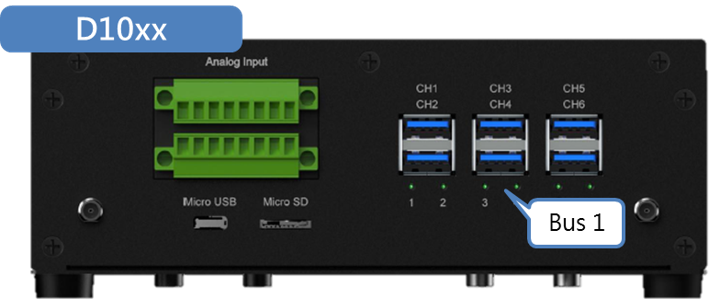 D10xx
Analog Input
CH1 CH3 CH5
CH2 CH4 CH6
Micro USB Micro SD
1 2 3
Bus 1